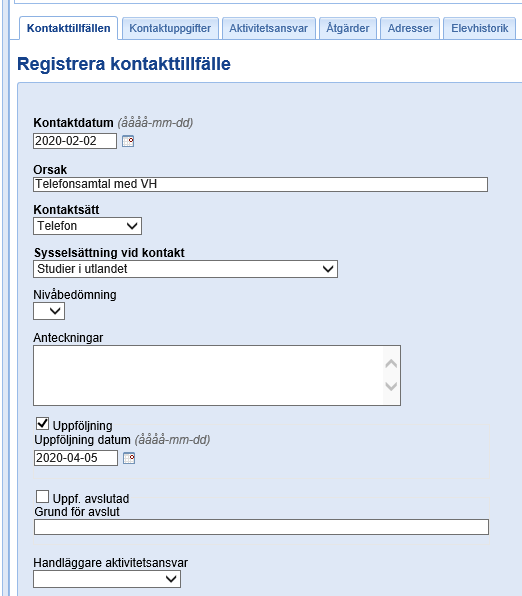 Kontakttillfällen Kontaktuppgifter Aktivitetsansvar Åtgärder Adresser Elevhistorik
Registrera kontakttillfälle
Kontaktdatum (åååå-mm-dd)
2020-02-02
Orsak
Telefonsamtal med VH
Kontaktsätt
Telefon
Sysselsättning vid kontakt
Studier i utlandet
Nivåbedömning
Anteckningar
Uppföljning
Uppföljning datum (åååå-mm-dd)
2020-04-05
Uppf. avslutad
Grund för avslut
Handläggare aktivitetsansvar